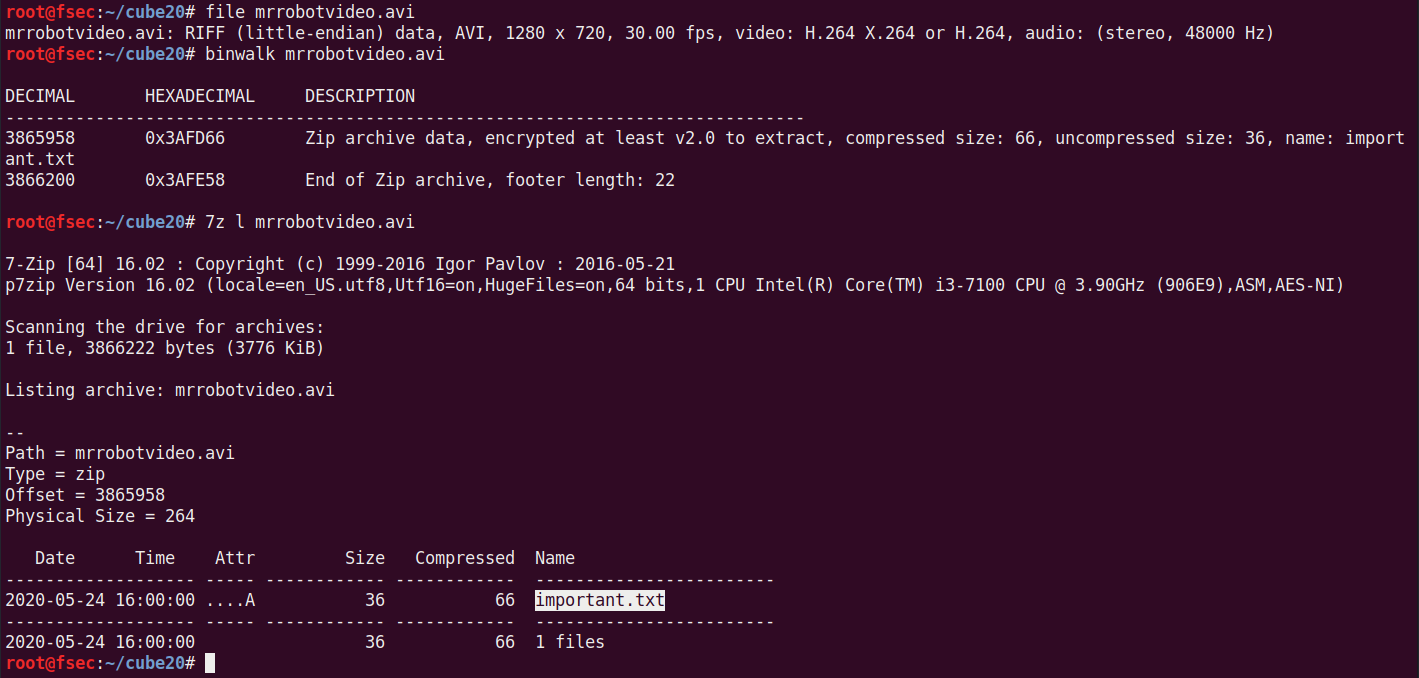 root@fsec:~/cube20# file mrrobotvideo.avi
mrrobotvideo.avi: RIFF (little-endian) data, AVI, 1280 x 720, 30.00 fps, video: H.264 X.264 or H.264, audio: (stereo, 48000 Hz)
root@fsec:~/cube20# binwalk mrrobotvideo.avi
DECIMAL       HEXADECIMAL     DESCRIPTION
--------------------------------------------------------------------------------
3865958       0x3AFD66        Zip archive data, encrypted at least v2.0 to extract, compressed size: 66, uncompressed size: 36, name: import
ant.txt
3866200       0x3AFE58        End of Zip archive, footer length: 22
root@fsec:~/cube20# 7z l mrrobotvideo.avi
7-Zip [64] 16.02 : Copyright (c) 1999-2016 Igor Pavlov : 2016-05-21
p7zip Version 16.02 (locale=en_US.utf8,Utf16=on,HugeFiles=on,64 bits,1 CPU Intel(R) Core(TM) i3-7100 CPU @ 3.90GHz (906E9),ASM,AES-NI)
Scanning the drive for archives:
1 file, 3866222 bytes (3776 KiB)
Listing archive: mrrobotvideo.avi
--
Path = mrrobotvideo.avi
Type = zip
Offset = 3865958
Physical Size = 264
   Date      Time    Attr         Size   Compressed  Name
------------------- ----- ------------ ------------  ------------------------
2020-05-24 16:00:00 ....A           36           66  important.txt
------------------- ----- ------------ ------------  ------------------------
2020-05-24 16:00:00                 36           66  1 files
root@fsec:~/cube20#